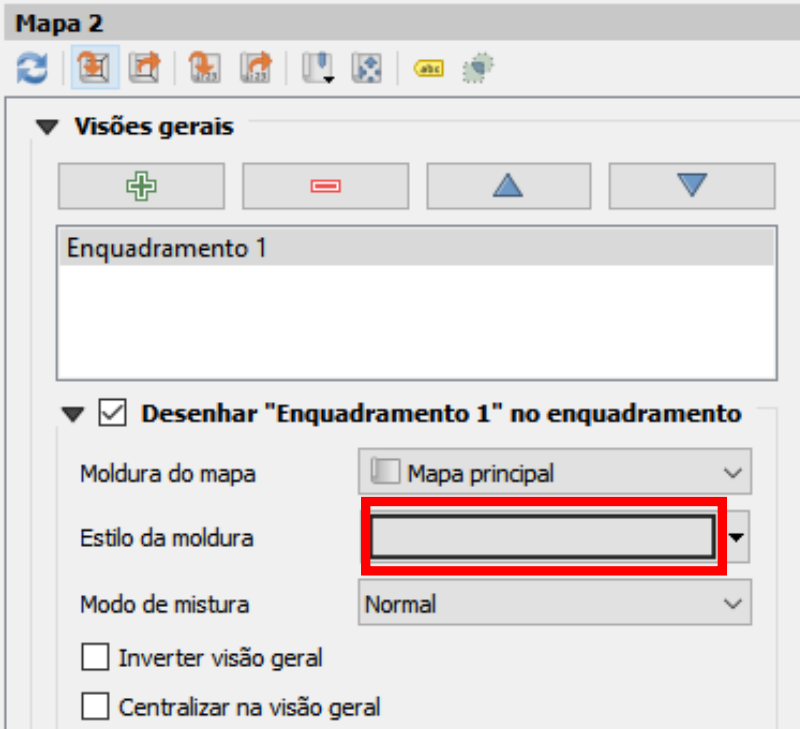 Mapa 2
abc
Visões gerais
Enquadramento 1
Desenhar "Enquadramento 1" no enquadramento
Moldura do mapa
Mapa principal
Estilo da moldura
Modo de mistura
Normal
Inverter visão geral
Centralizar na visão geral